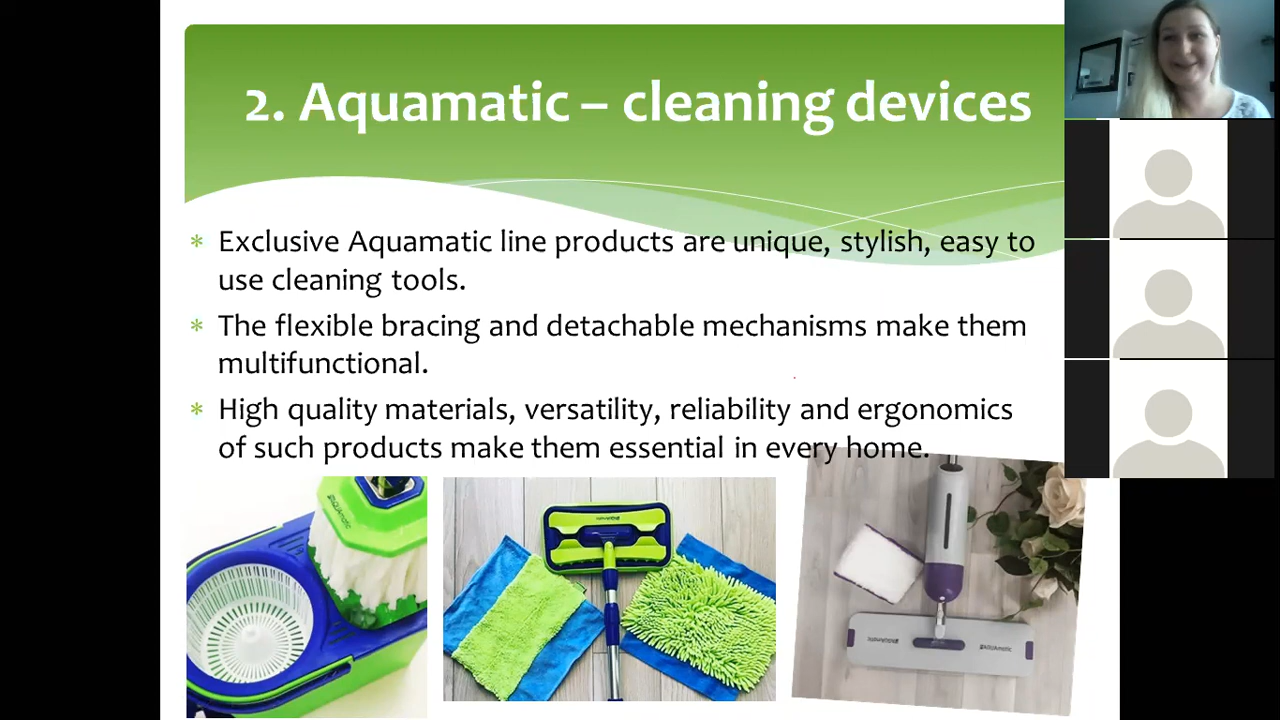 2. Aquamatic – cleaning devices
* Exclusive Aquamatic line products are unique, stylish, easy to
use cleaning tools.
* The flexible bracing and detachable mechanisms make them
multifunctional.
* High quality materials, versatility, reliability and ergonomics
of such products make them essential in every home.